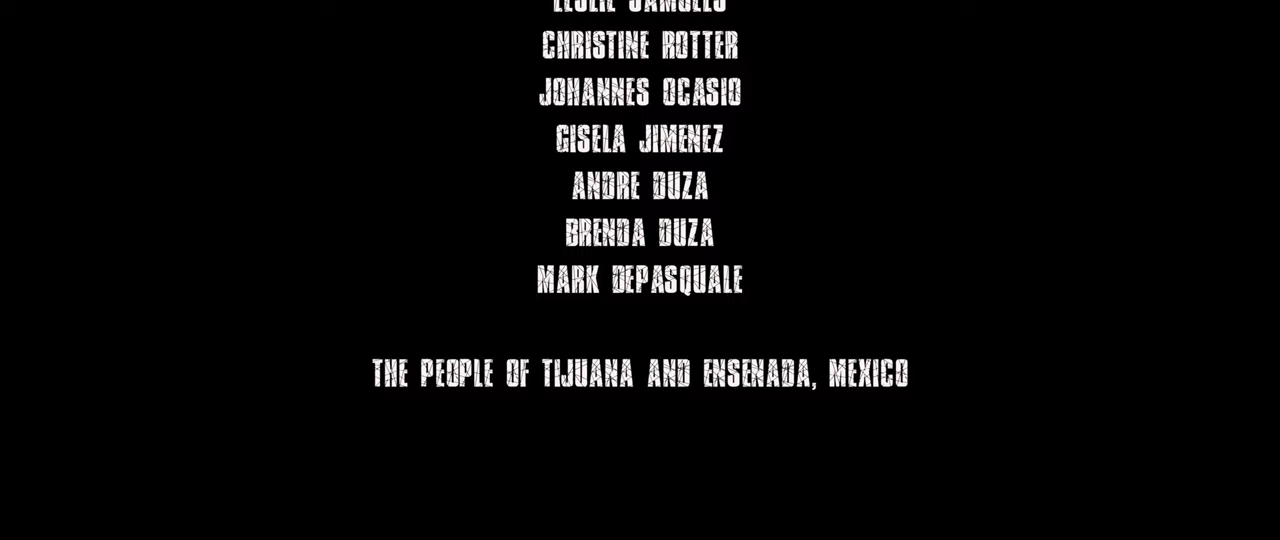 CHRISTINE ROTTER
JOHANNES OCASIO
GISELA JIMENEZ
ANDRE DUZA
BRENDA DUZA
MARK DEPASQUALE
THE PEOPLE OF TIJUANA AND ENSENADA, MEXICO